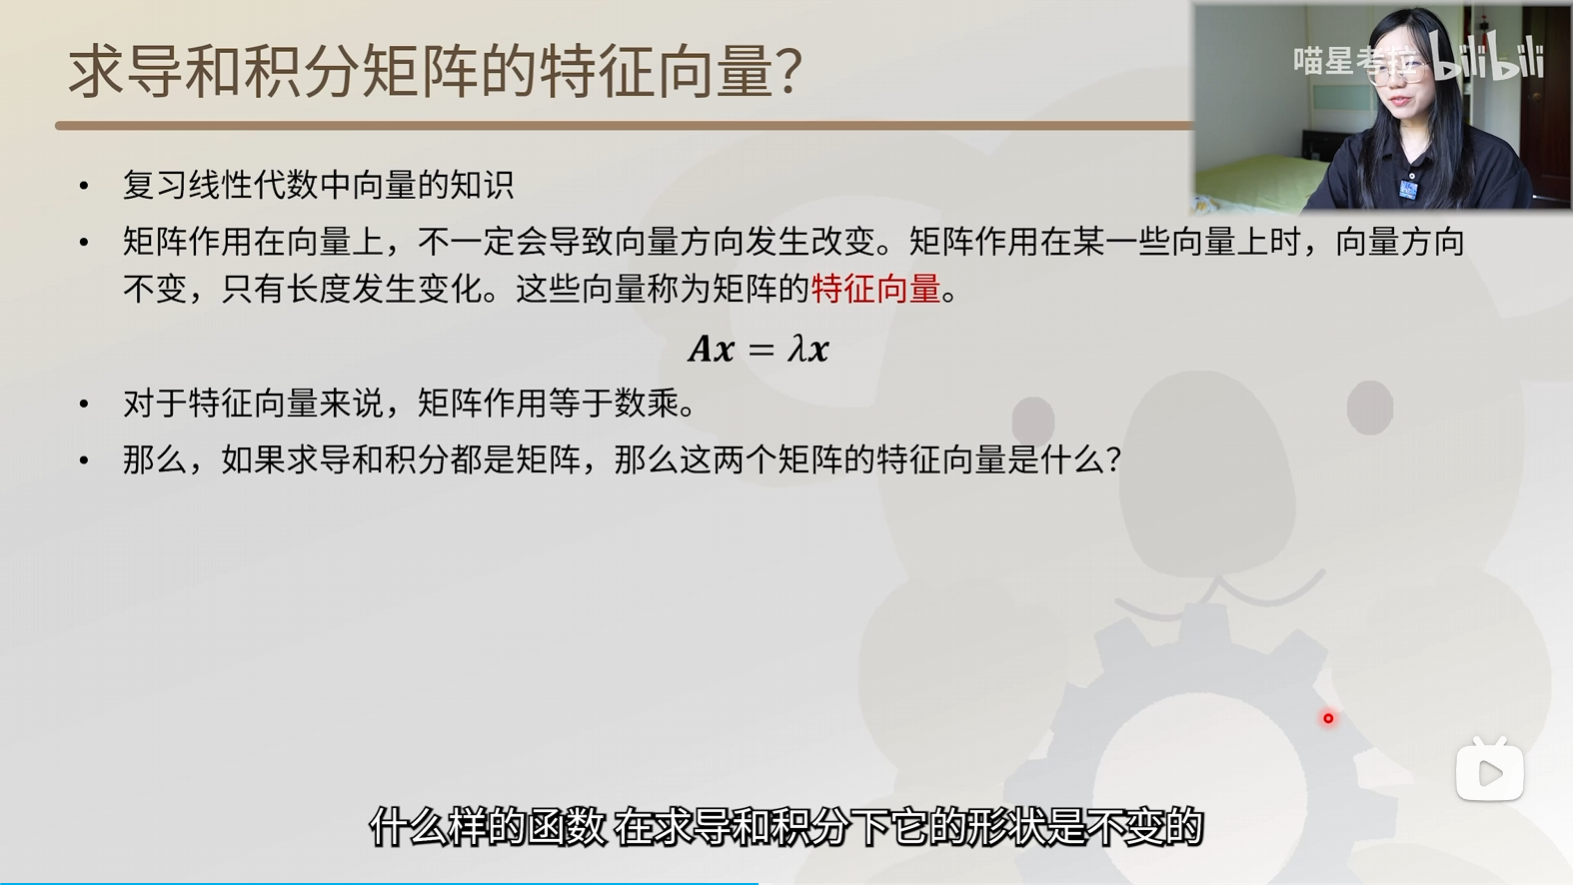 求导和积分矩阵的特征向量?
喵星考拉 bilibili
• 复习线性代数中向量的知识
• 矩阵作用在向量上，不一定会导致向量方向发生改变。矩阵作用在某一些向量上时，向量方向
不变，只有长度发生变化。这些向量称为矩阵的特征向量。
Ax = λx
• 对于特征向量来说，矩阵作用等于数乘。
• 那么，如果求导和积分都是矩阵，那么这两个矩阵的特征向量是什么?
什么样的函数 在求导和积分下它的形状是不变的